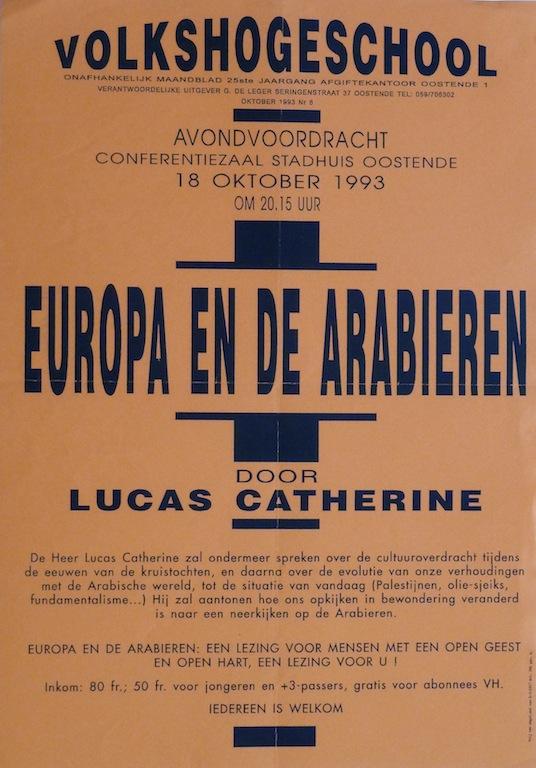 VOLKSHOGESCHOOL
ONAFHANKELIJK MAANDBLAD 25ste JAARGANG AFGIFTEKANTOOR OOSTENDE 1
VERANTWOORDELIJKE UITGEVER G. DE LEGER SERINGENSTRAAT 37 OOSTENDE TEL: 059/706302
OKTOBER 1993 Nr 8
AVONDVOORDRACHT
CONFERENTIEZAAL STADHUIS OOSTENDE
18 OKTOBER 1993
OM 20.15 UUR
EUROPA EN DE ARABIEREN
DOOR
LUCAS CATHERINE
De Heer Lucas Catherine zal ondermeer spreken over de cultuuroverdracht tijdens
de eeuwen van de kruistochten, en daarna over de evolutie van onze verhoudingen
met de Arabische wereld, tot de situatie van vandaag (Palestijnen, olie-sjeiks,
fundamentalisme...) Hij zal aantonen hoe ons opkijken in bewondering veranderd
is naar een neerkijken op de Arabieren.
EUROPA EN DE ARABIEREN: EEN LEZING VOOR MENSEN MET EEN OPEN GEEST
EN OPEN HART, EEN LEZING VOOR U !
Inkom: 80 fr.; 50 fr. voor jongeren en +3-passers, gratis voor abonnees VH.
IEDEREEN IS WELKOM